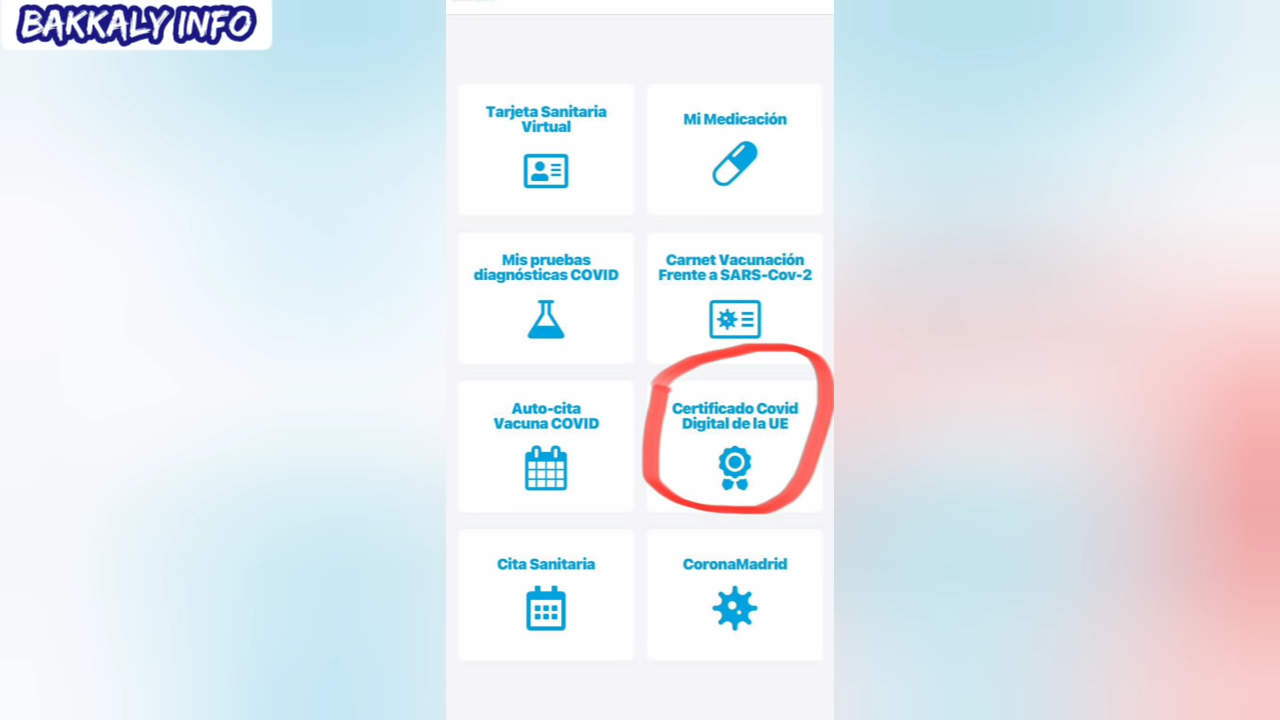 BAKKALY INFO
Tarjeta Sanitaria
Virtual
Mi Medicación
Mis pruebas
diagnósticas COVID
Carnet Vacunación
Frente a SARS-Cov-2
Auto-cita
Vacuna COVID
Certificado Covid
Digital de la UE
Cita Sanitaria
CoronaMadrid